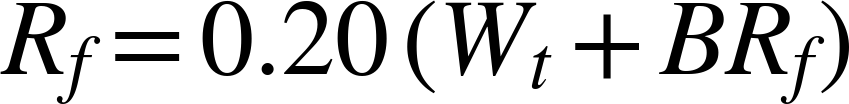 R_f = 0.20 (W_t + BR_f)